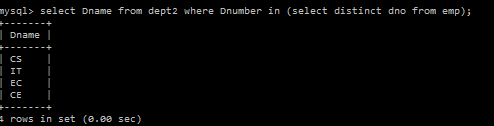 mysql> select Dname from dept2 where Dnumber in (select distinct dno from emp);
+-------+
| Dname |
+-------+
| CS    |
| IT    |
| EC    |
| CE    |
+-------+
4 rows in set (0.00 sec)